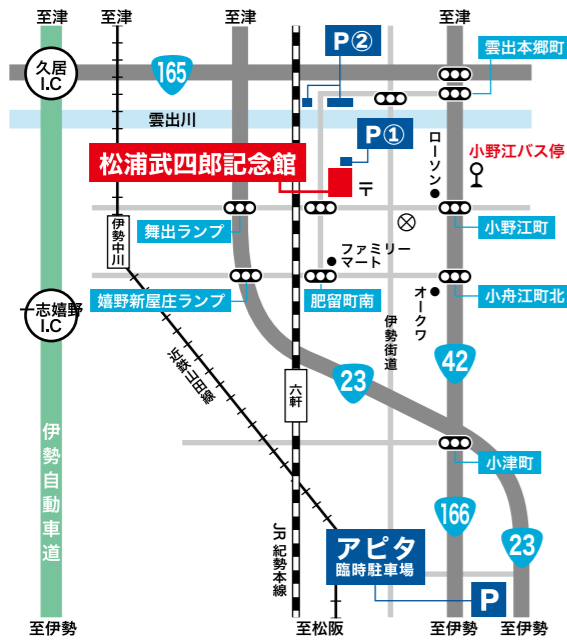 至津
至津
至津
至伊勢
久居
I.C
165
P②
雲出本郷町
雲出川
P①
松浦武四郎記念館
〒
ローソン
小野江バス停
舞出ランプ
小野江町
伊勢中川
ファミリー
マート
嬉野新屋庄ランプ
肥留町南
小舟江町北
一志嬉野
I.C
オークワ
伊勢街道
近鉄山田線
23
42
六軒
伊勢自動車道
小津町
166
23
JR 紀勢本線
アピタ
臨時駐車場
P
至伊勢
至松阪
至伊勢
至伊勢